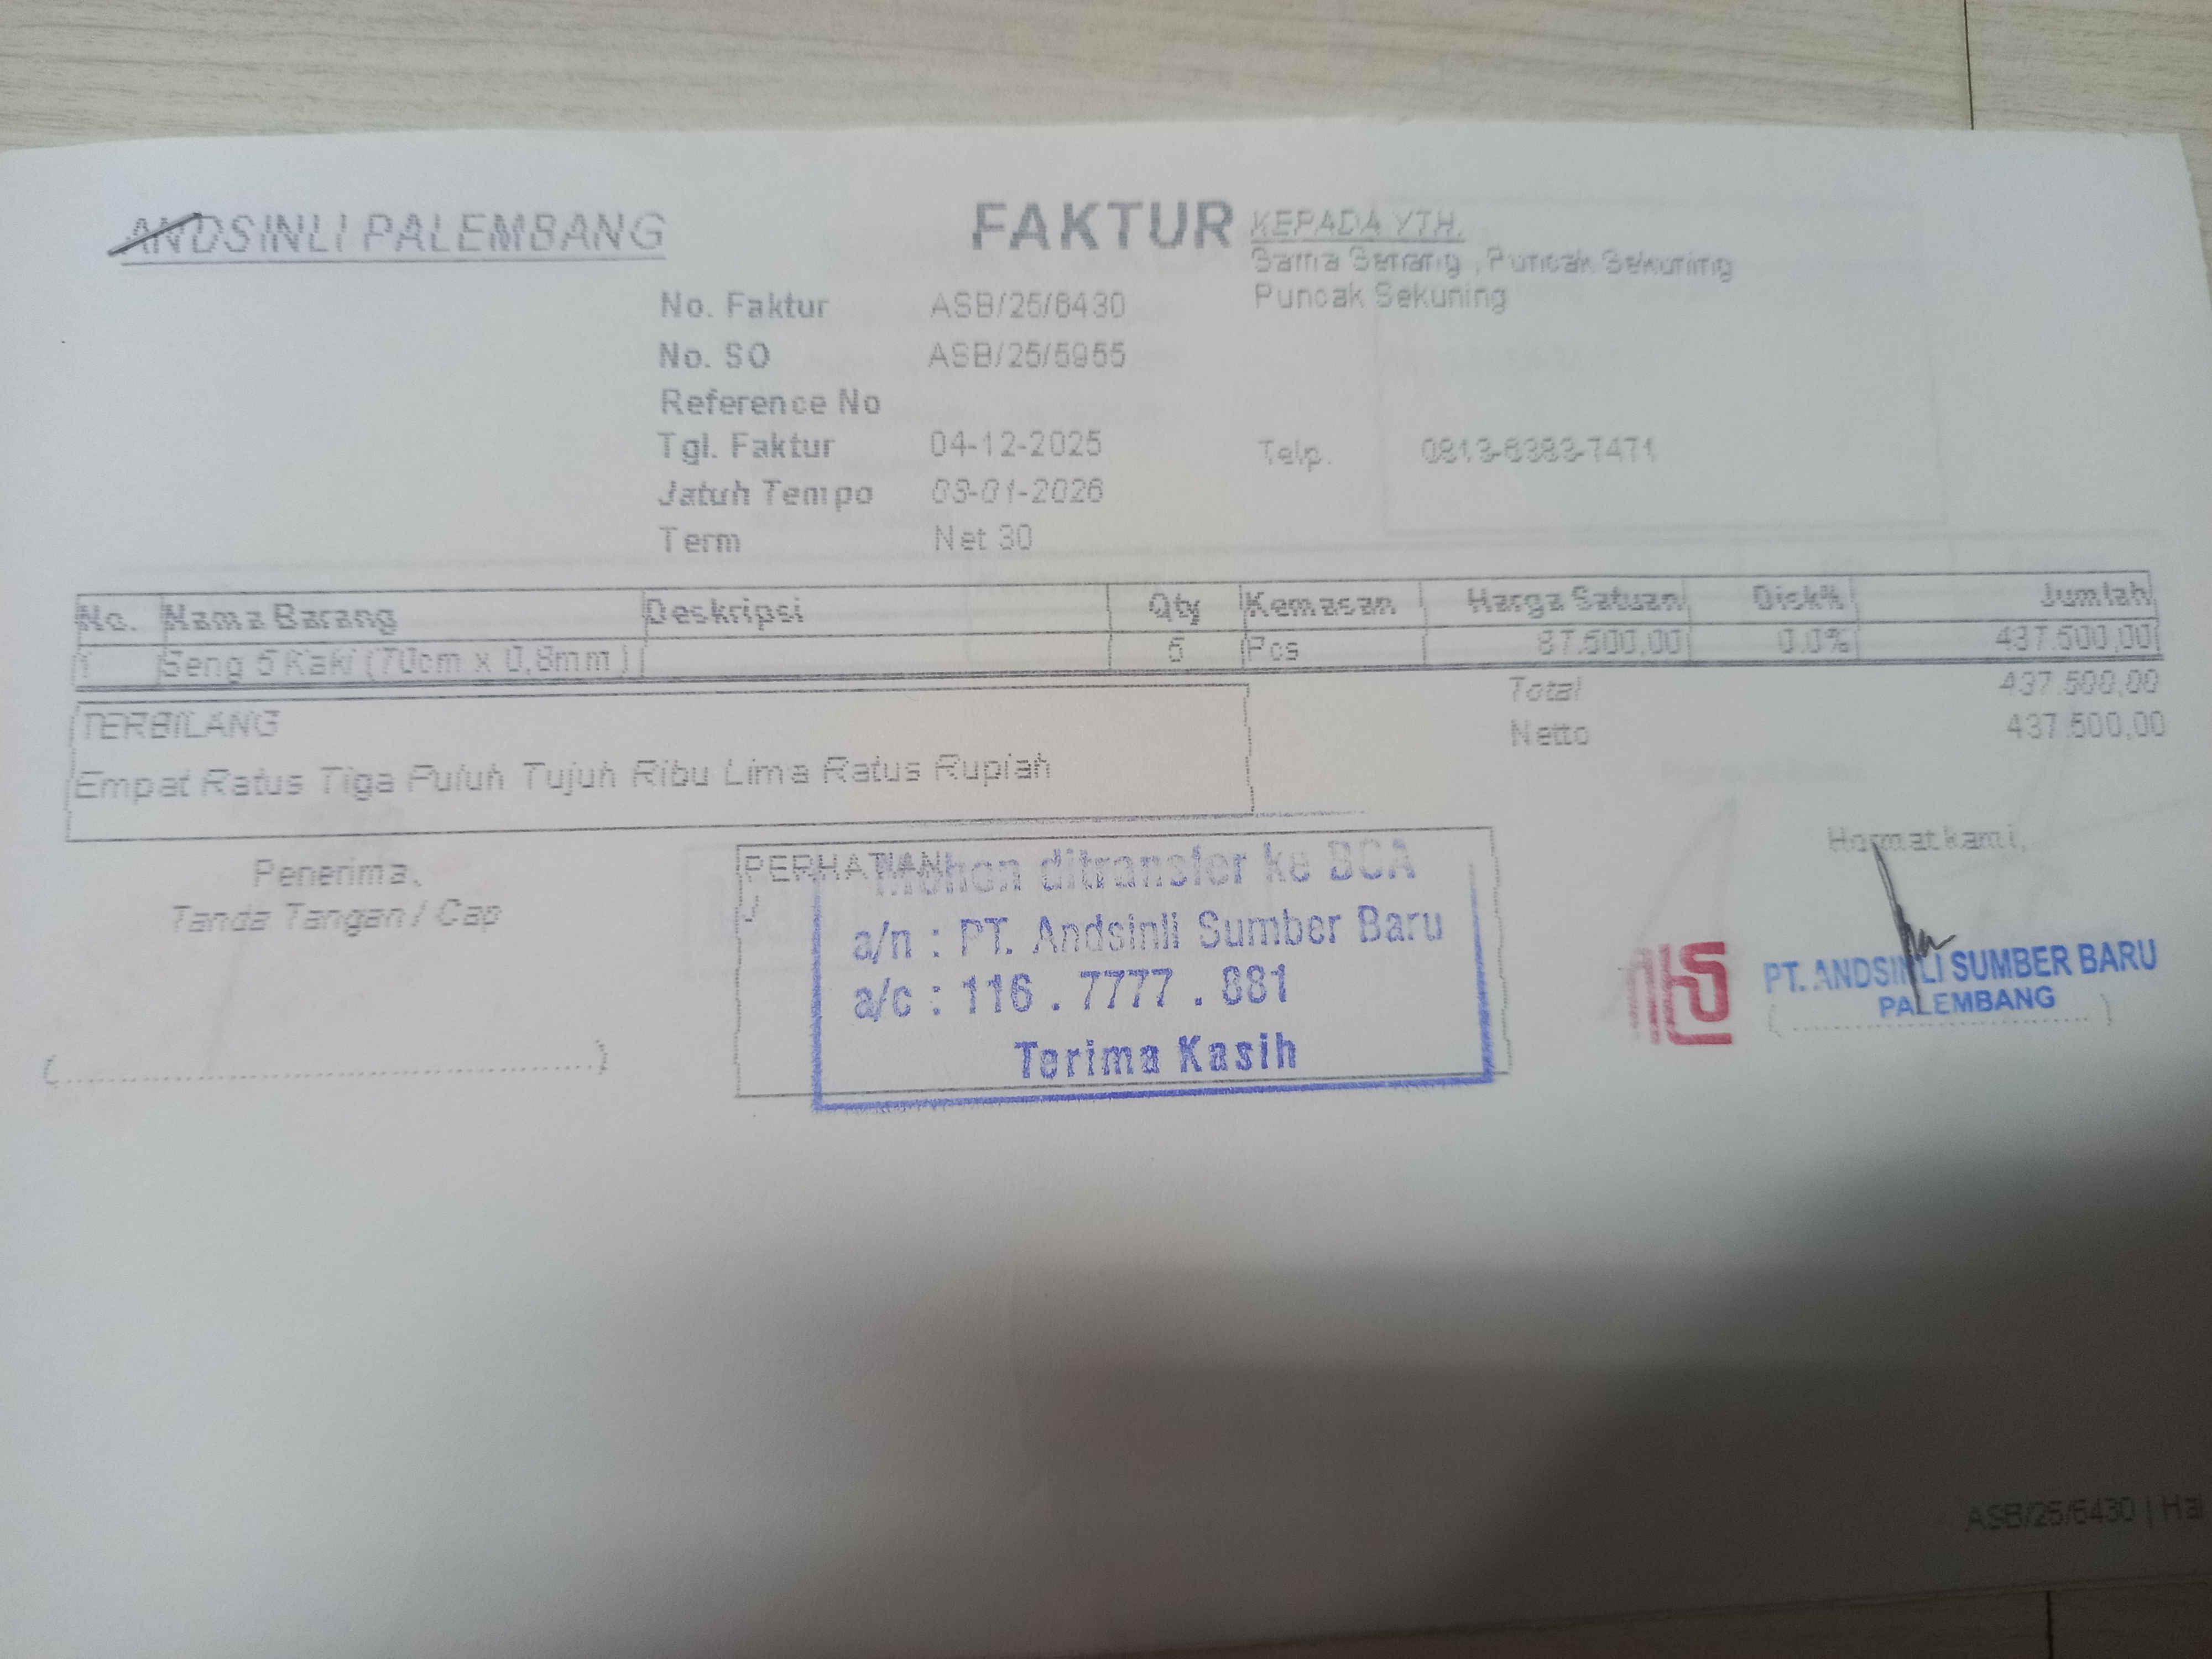 ANDSINLI PALEMBANG
FAKTUR
KEPADA YTH.
Sama Senang , Puncak Sekuning
Puncak Sekuning
No. Faktur ASB/25/6430
No. SO ASB/25/5955
Reference No
Tgl. Faktur 04-12-2025
Telp. 0813-6383-7471
Jatuh Tempo 03-01-2026
Term Net 30
No. Nama Barang Deskripsi Qty Kemasan Harga Satuan Disk% Jumlah
1 Seng 5 Kaki (70cm x 0,8mm) 5 Pcs 87.500,00 0.0% 437.500,00
Total 437.500,00
Netto 437.500,00
TERBILANG
Empat Ratus Tiga Puluh Tujuh Ribu Lima Ratus Rupiah
Penerima,
Tanda Tangan / Cap
(........................................................)
PERHATIAN
Mohon ditransfer ke BCA
a/n : PT. Andsinli Sumber Baru
a/c : 116 . 7777 . 881
Terima Kasih
Hormat kami,
PT. ANDSINLI SUMBER BARU
PALEMBANG
(................................)
ASB/25/6430 | Hal